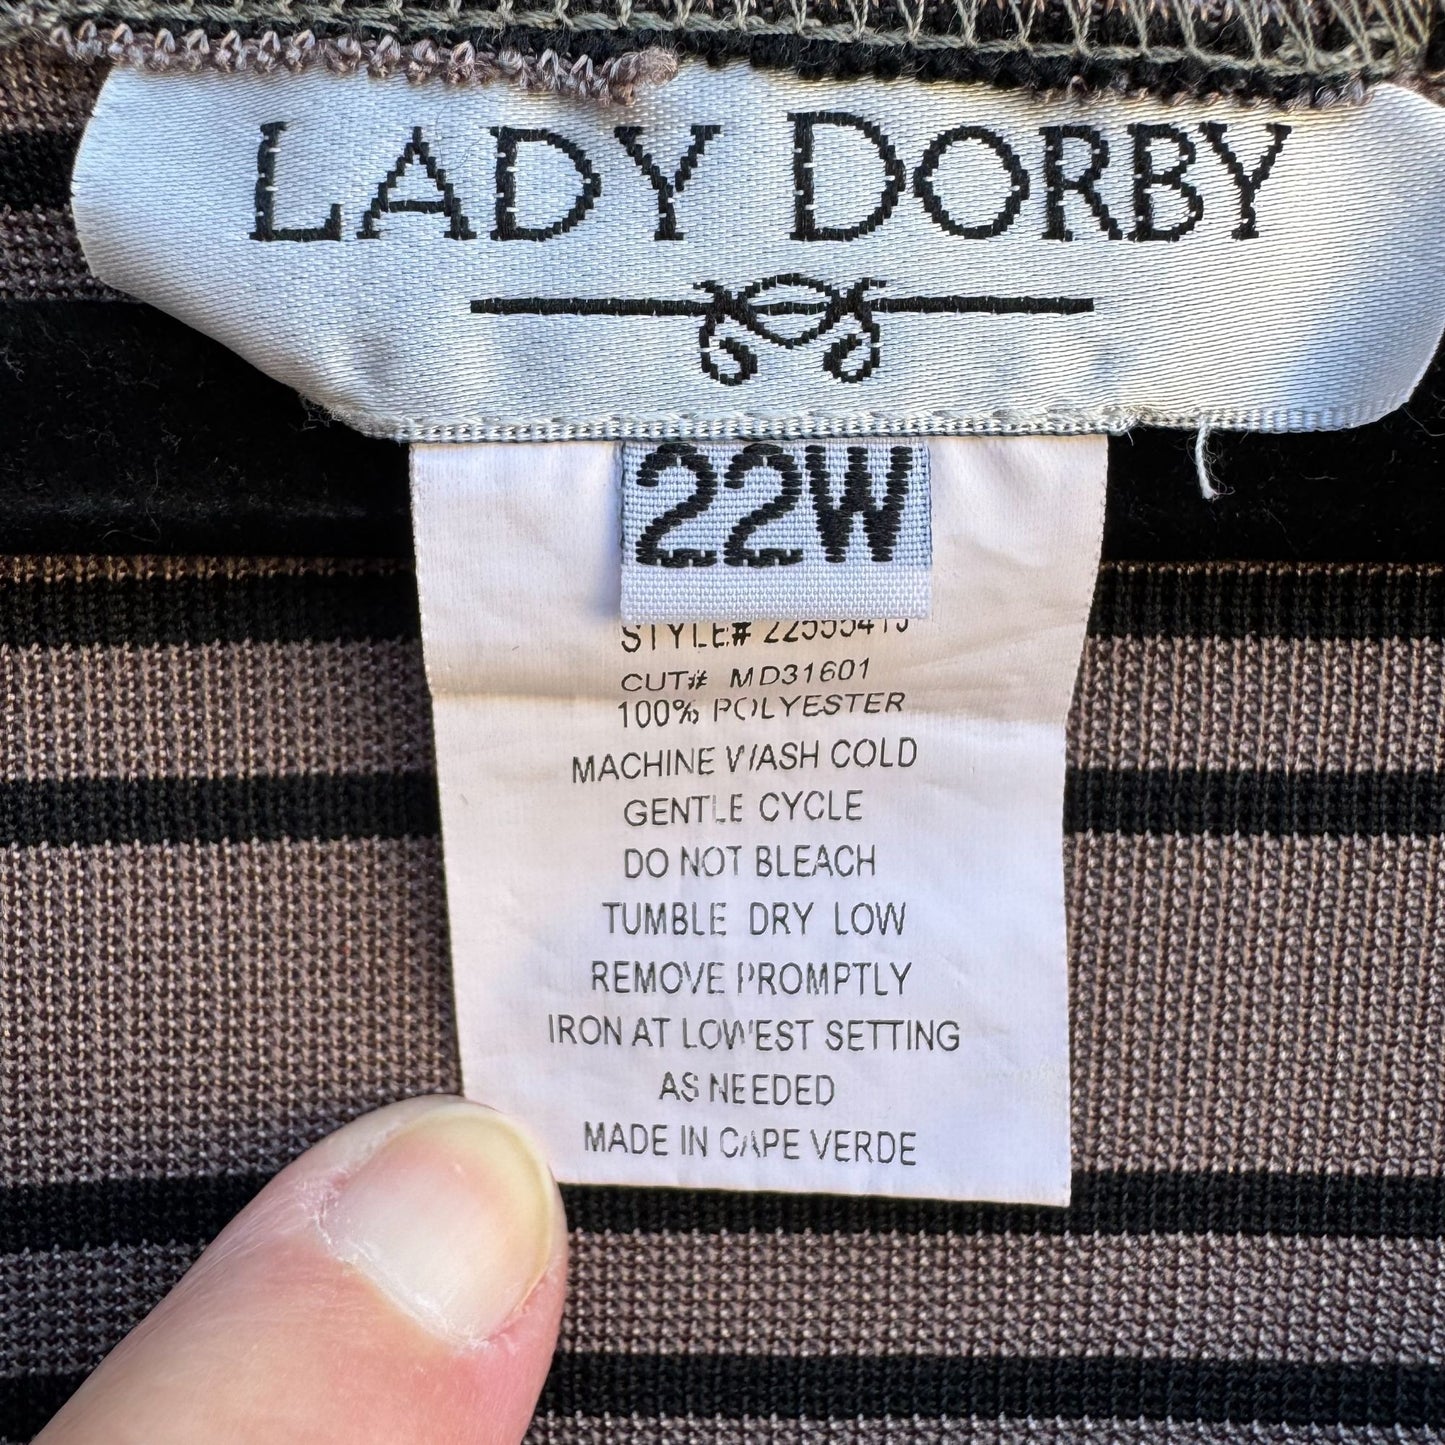 LADY DORBY
22W
STYLE#
CUT# MD31601
100% POLYESTER
MACHINE WASH COLD
GENTLE CYCLE
DO NOT BLEACH
TUMBLE DRY LOW
REMOVE PROMPTLY
IRON AT LOWEST SETTING
AS NEEDED
MADE IN CAPE VERDE